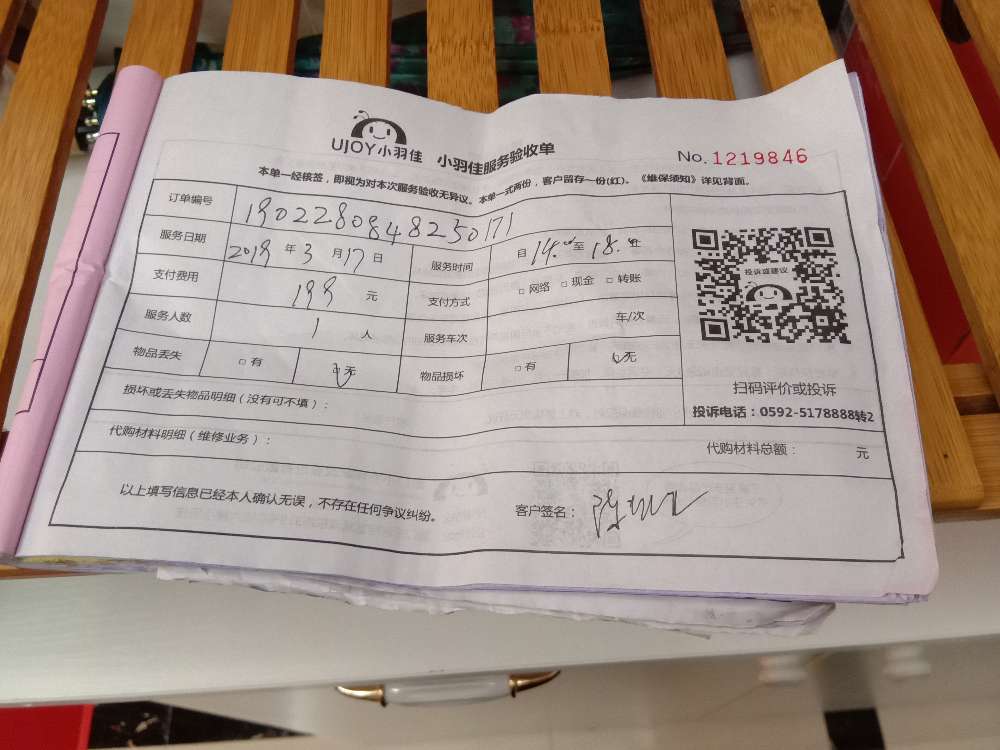 UJOY小羽佳 小羽佳服务验收单
No. 1219846
本单一经核签，即视为对本次服务验收无异议。本单一式两份，客户留存一份(红)。《维保须知》详见背面。
订单编号 1902280848250171
服务日期 2019 年 3 月 17 日 服务时间 自 14:00 至 18:00 止
支付费用 199 元 支付方式 □ 网络 □ 现金 □ 转账
服务人数 1 人 服务车次 车/次
物品丢失 □ 有 □ 无 物品损坏 □ 有 □ 无
投诉或建议
扫码评价或投诉
投诉电话：0592-5178888转2
损坏或丢失物品明细（没有可不填）：
代购材料明细（维修业务）： 代购材料总额： 元
以上填写信息已经本人确认无误，不存在任何争议纠纷。 客户签名：